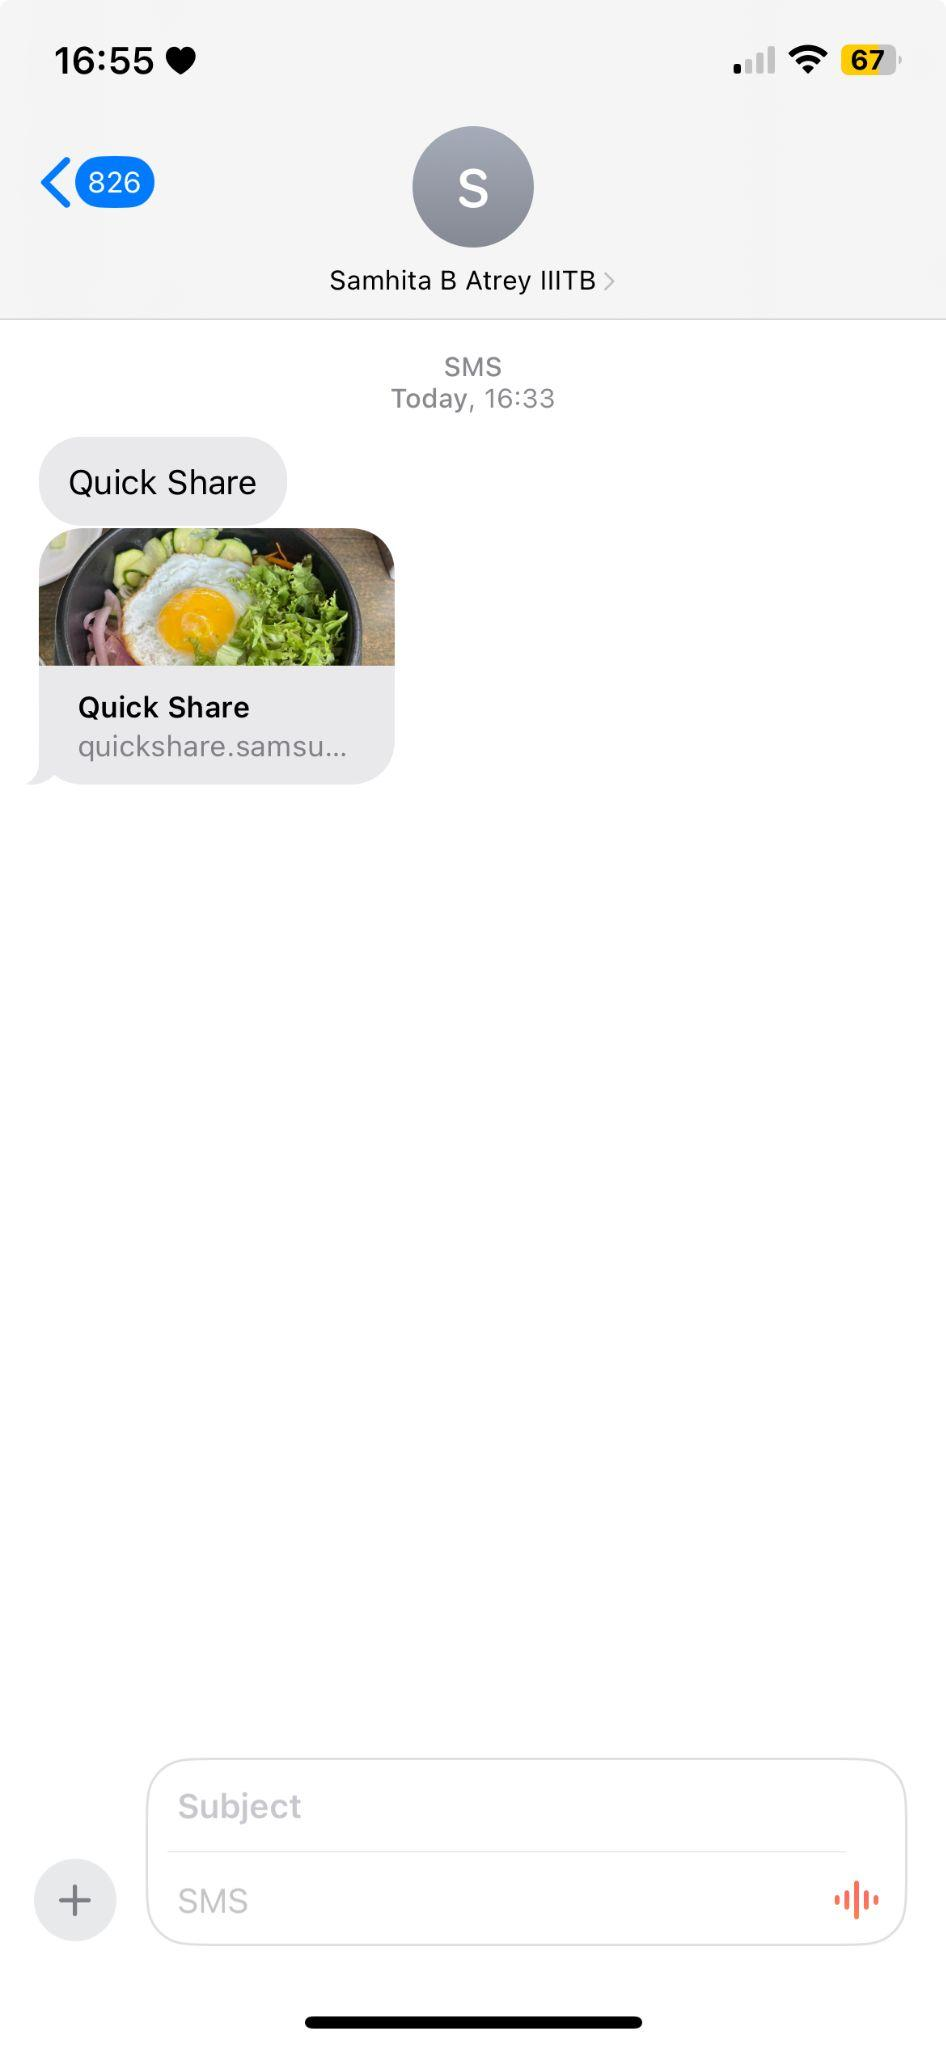 16:55
67
826
S
Samhita B Atrey IIITB
SMS
Today, 16:33
Quick Share
Quick Share
quickshare.samsu...
Subject
SMS